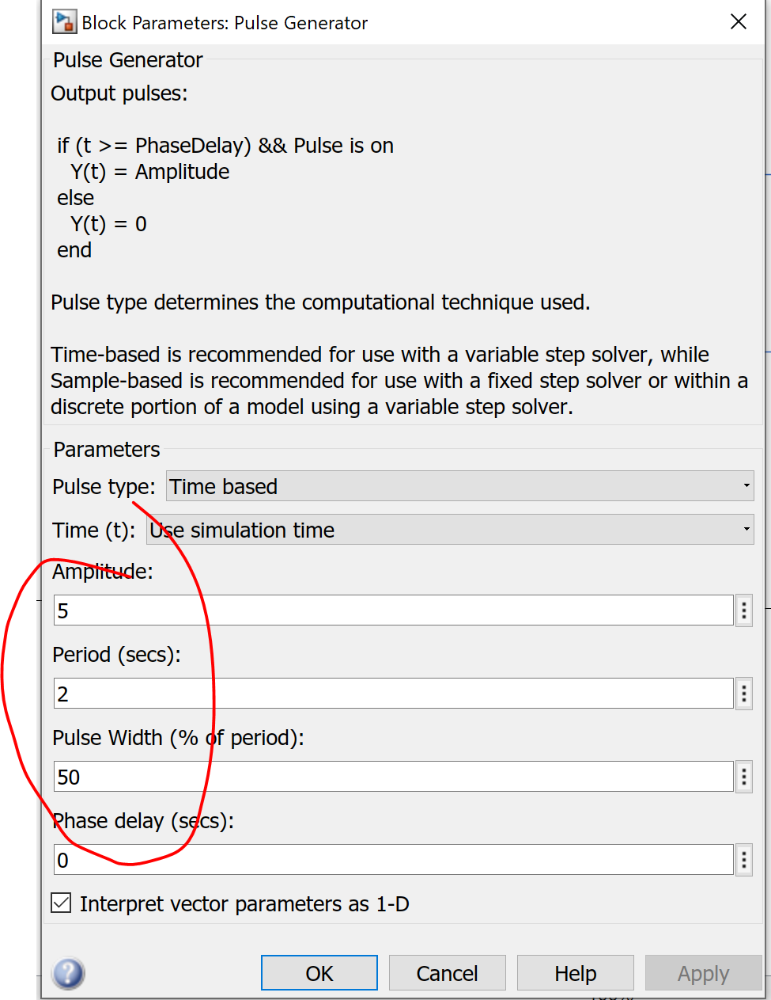 Block Parameters: Pulse Generator
Pulse Generator
Output pulses:
if (t >= PhaseDelay) && Pulse is on
Y(t) = Amplitude
else
Y(t) = 0
end
Pulse type determines the computational technique used.
Time-based is recommended for use with a variable step solver, while
Sample-based is recommended for use with a fixed step solver or within a
discrete portion of a model using a variable step solver.
Parameters
Pulse type: Time based
Time (t): Use simulation time
Amplitude:
5
Period (secs):
2
Pulse Width (% of period):
50
Phase delay (secs):
0
Interpret vector parameters as 1-D
OK Cancel Help Apply